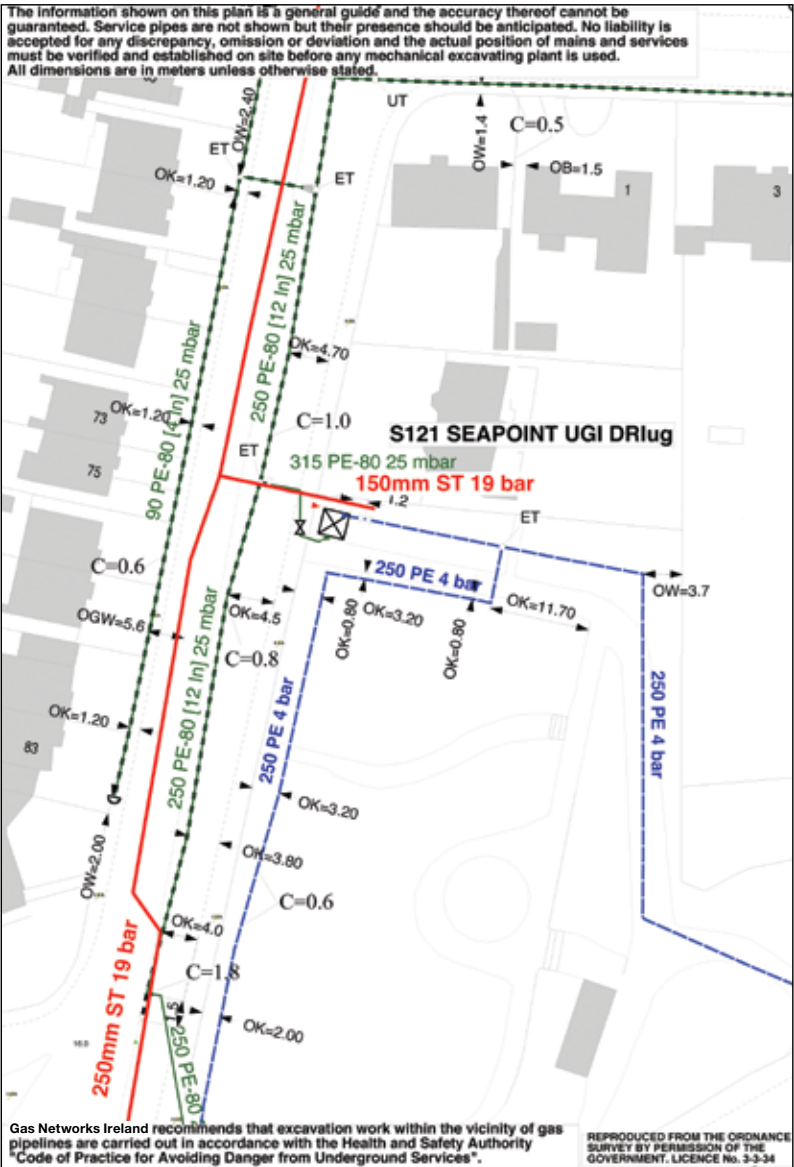 The information shown on this plan is a general guide and the accuracy thereof cannot be
guaranteed. Service pipes are not shown but their presence should be anticipated. No liability is
accepted for any discrepancy, omission or deviation and the actual position of mains and services
must be verified and established on site before any mechanical excavating plant is used.
All dimensions are in meters unless otherwise stated.
OW=2.40
UT
OW=1.4
C=0.5
ET
OK=1.20
ET
OB=1.5
1
3
250 PE-80 [12 In] 25 mbar
90 PE-80 [4 In] 25 mbar
OK=4.70
73
OK=1.20
C=1.0
S121 SEAPOINT UGI DRlug
75
ET
315 PE-80 25 mbar
150mm ST 19 bar
1.2
ET
C=0.6
250 PE 4 bar
OW=3.7
OGW=5.6
OK=4.5
OK=0.80
OK=3.20
OK=0.80
OK=11.70
C=0.8
250 PE-80 [12 In] 25 mbar
250 PE 4 bar
250 PE 4 bar
OK=1.20
83
OK=3.20
OW=2.00
OK=3.80
C=0.6
OK=4.0
C=1.8
250mm ST 19 bar
1.5
OK=2.00
250 PE-80
Gas Networks Ireland recommends that excavation work within the vicinity of gas
pipelines are carried out in accordance with the Health and Safety Authority
"Code of Practice for Avoiding Danger from Underground Services".
REPRODUCED FROM THE ORDNANCE
SURVEY BY PERMISSION OF THE
GOVERNMENT. LICENCE No. 3-3-34